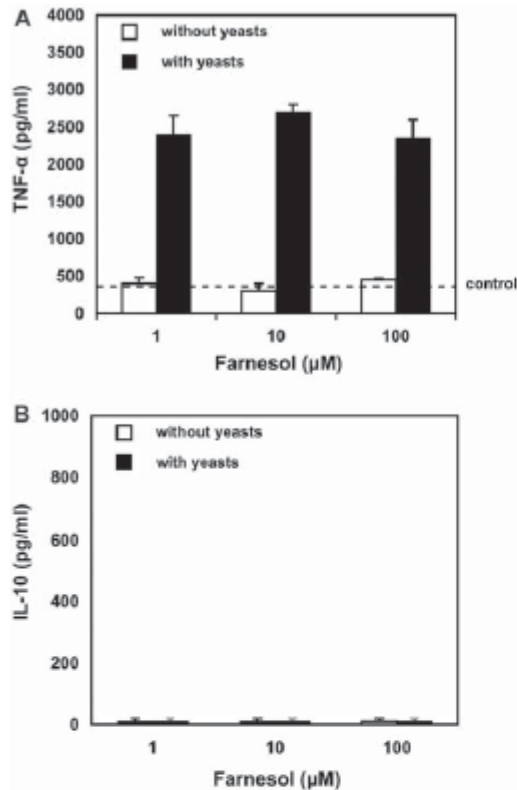 A
4000
3500
3000
2500
2000
1500
1000
500
0
TNF-α (pg/ml)
without yeasts
with yeasts
control
1 10 100
Farnesol (μM)
B
1000
800
600
400
200
0
IL-10 (pg/ml)
without yeasts
with yeasts
1 10 100
Farnesol (μM)